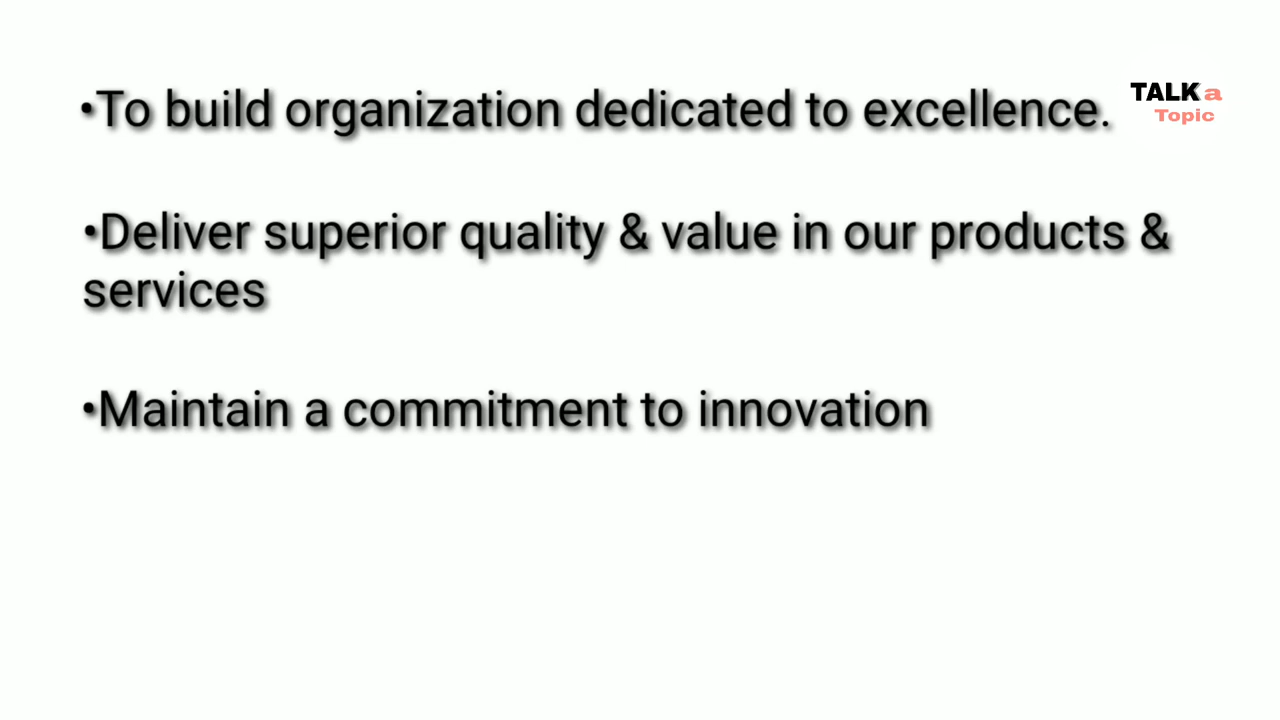 •To build organization dedicated to excellence.
TALK a
Topic
•Deliver superior quality & value in our products &
services
•Maintain a commitment to innovation